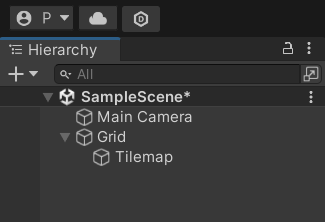 P
Hierarchy
All
SampleScene*
Main Camera
Grid
Tilemap